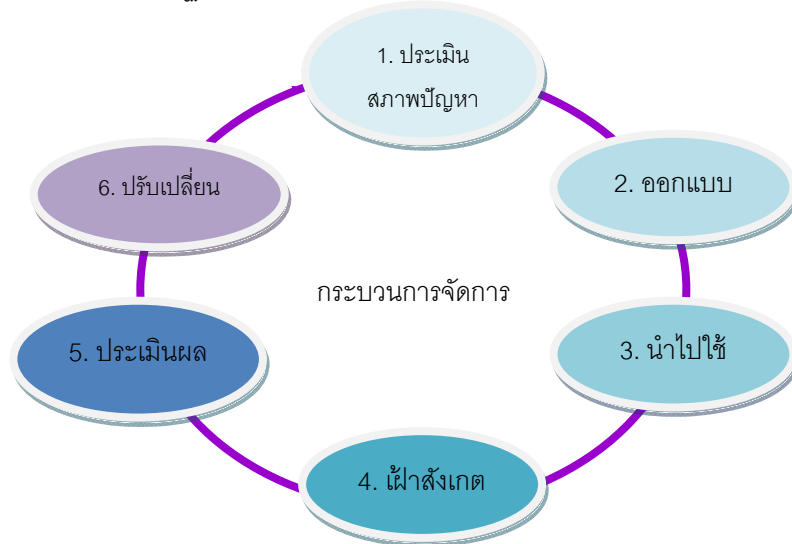 1. ประเมิน
สภาพปัญหา
2. ออกแบบ
3. นำไปใช้
4. เฝ้าสังเกต
5. ประเมินผล
6. ปรับเปลี่ยน
กระบวนการจัดการ